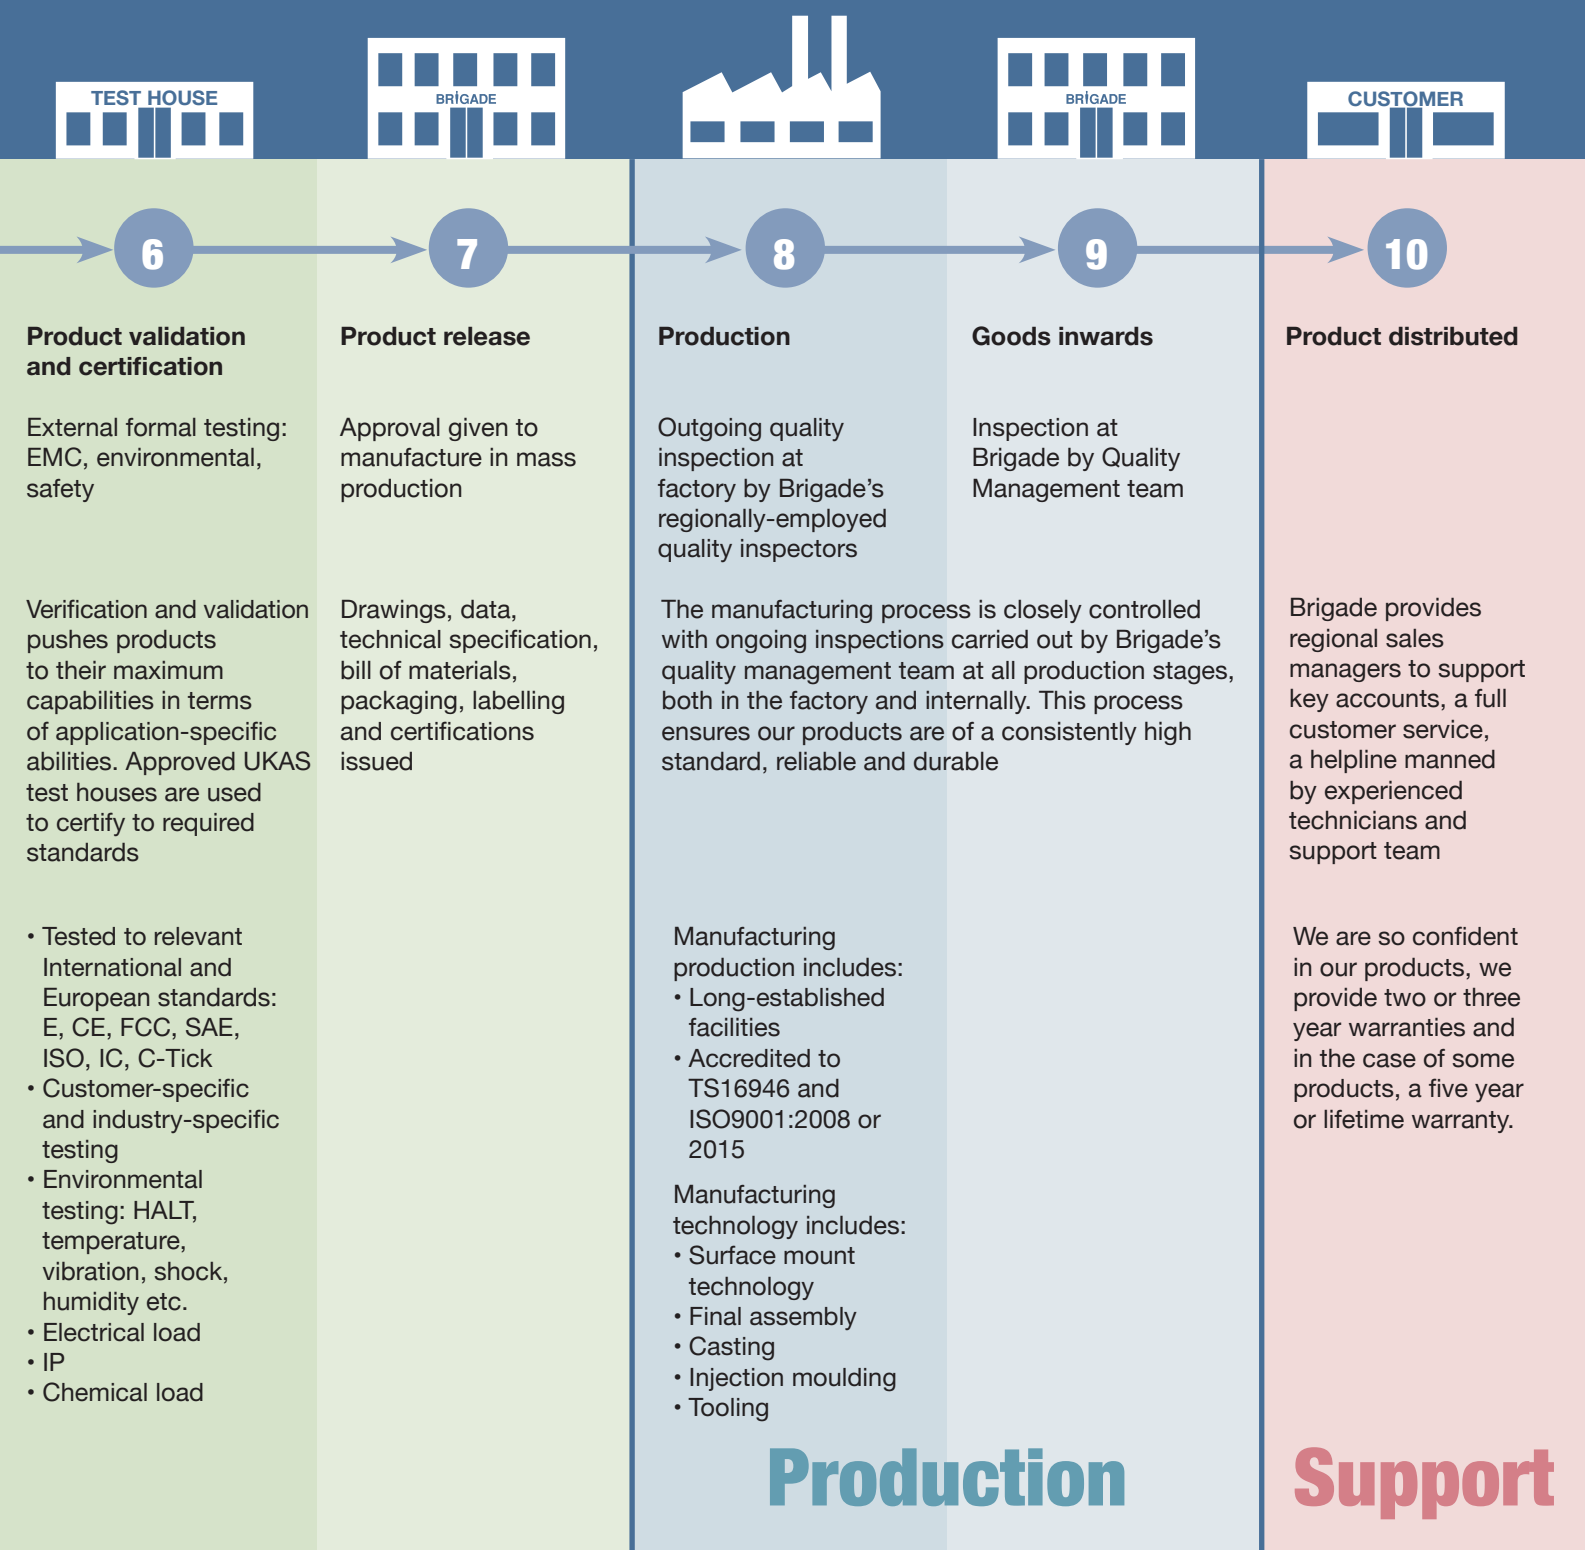 TEST HOUSE
BRIGADE
BRIGADE
CUSTOMER
6
7
8
9
10
Product validation
and certification
External formal testing:
EMC, environmental,
safety
Verification and validation
pushes products
to their maximum
capabilities in terms
of application-specific
abilities. Approved UKAS
test houses are used
to certify to required
standards
• Tested to relevant
International and
European standards:
E, CE, FCC, SAE,
ISO, IC, C-Tick
• Customer-specific
and industry-specific
testing
• Environmental
testing: HALT,
temperature,
vibration, shock,
humidity etc.
• Electrical load
• IP
• Chemical load
Product release
Approval given to
manufacture in mass
production
Drawings, data,
technical specification,
bill of materials,
packaging, labelling
and certifications
issued
Production
Outgoing quality
inspection at
factory by Brigade’s
regionally-employed
quality inspectors
Goods inwards
Inspection at
Brigade by Quality
Management team
The manufacturing process is closely controlled
with ongoing inspections carried out by Brigade’s
quality management team at all production stages,
both in the factory and internally. This process
ensures our products are of a consistently high
standard, reliable and durable
Manufacturing
production includes:
• Long-established
facilities
• Accredited to
TS16946 and
ISO9001:2008 or
2015
Manufacturing
technology includes:
• Surface mount
technology
• Final assembly
• Casting
• Injection moulding
• Tooling
Production
Product distributed
Brigade provides
regional sales
managers to support
key accounts, a full
customer service,
a helpline manned
by experienced
technicians and
support team
We are so confident
in our products, we
provide two or three
year warranties and
in the case of some
products, a five year
or lifetime warranty.
Support